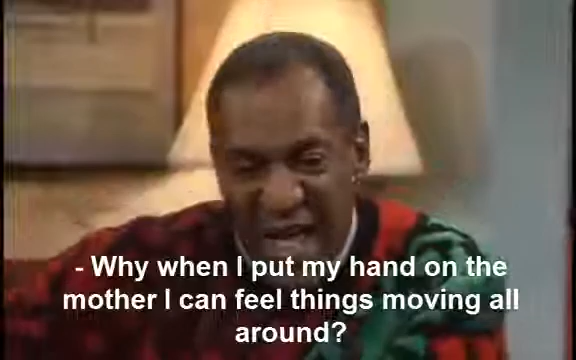 - Why when I put my hand on the
mother I can feel things moving all
around?